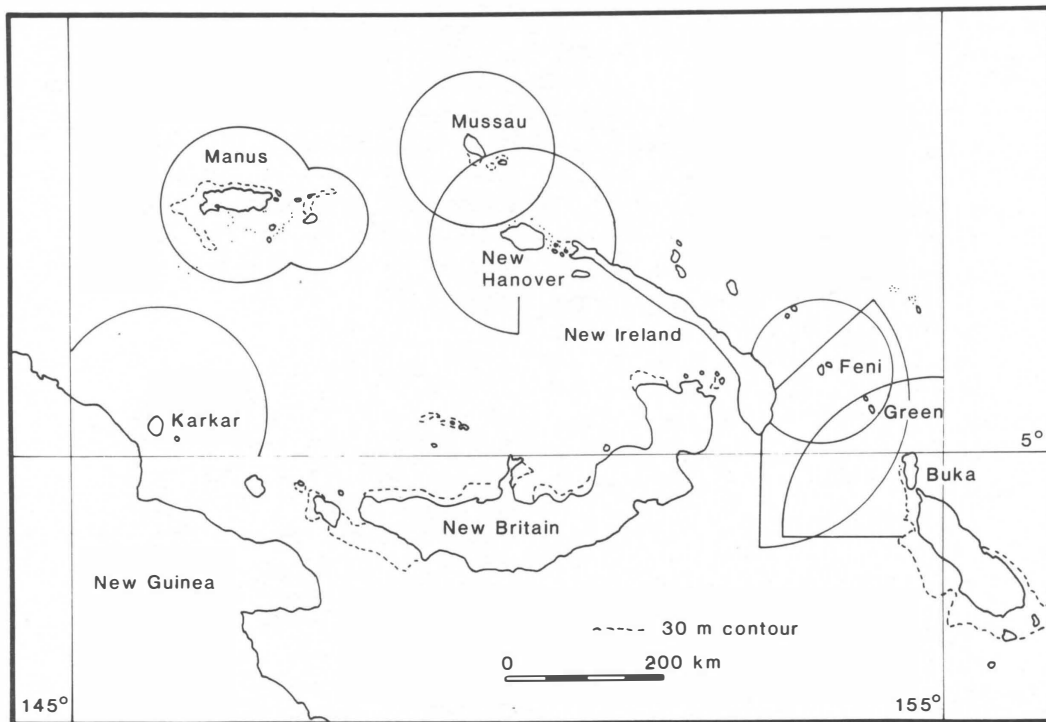 Mussau
Manus
New
Hanover
New Ireland
Feni
Green
Karkar
5°
Buka
New Britain
New Guinea
30 m contour
0 200 km
145°
155°